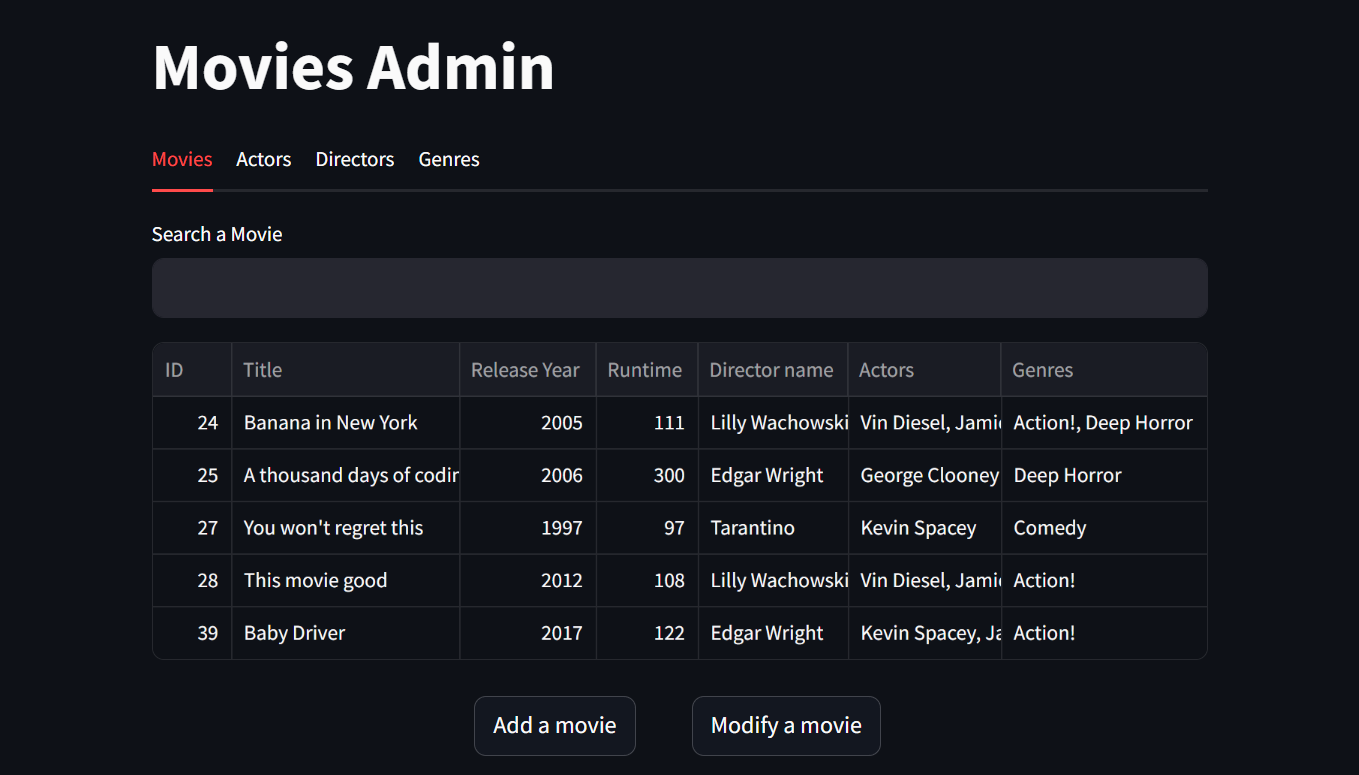 Movies Admin
Movies Actors Directors Genres
Search a Movie
ID Title Release Year Runtime Director name Actors Genres
24 Banana in New York 2005 111 Lilly Wachowski Vin Diesel, Action!, Deep Horror
25 A thousand days of 2006 300 Edgar Wright George Clooney Deep Horror
27 You won't regret this 1997 97 Tarantino Kevin Spacey Comedy
28 This movie good 2012 108 Lilly Wachowski Vin Diesel, Action!
39 Baby Driver 2017 122 Edgar Wright Kevin Spacey, Action!
Add a movie Modify a movie